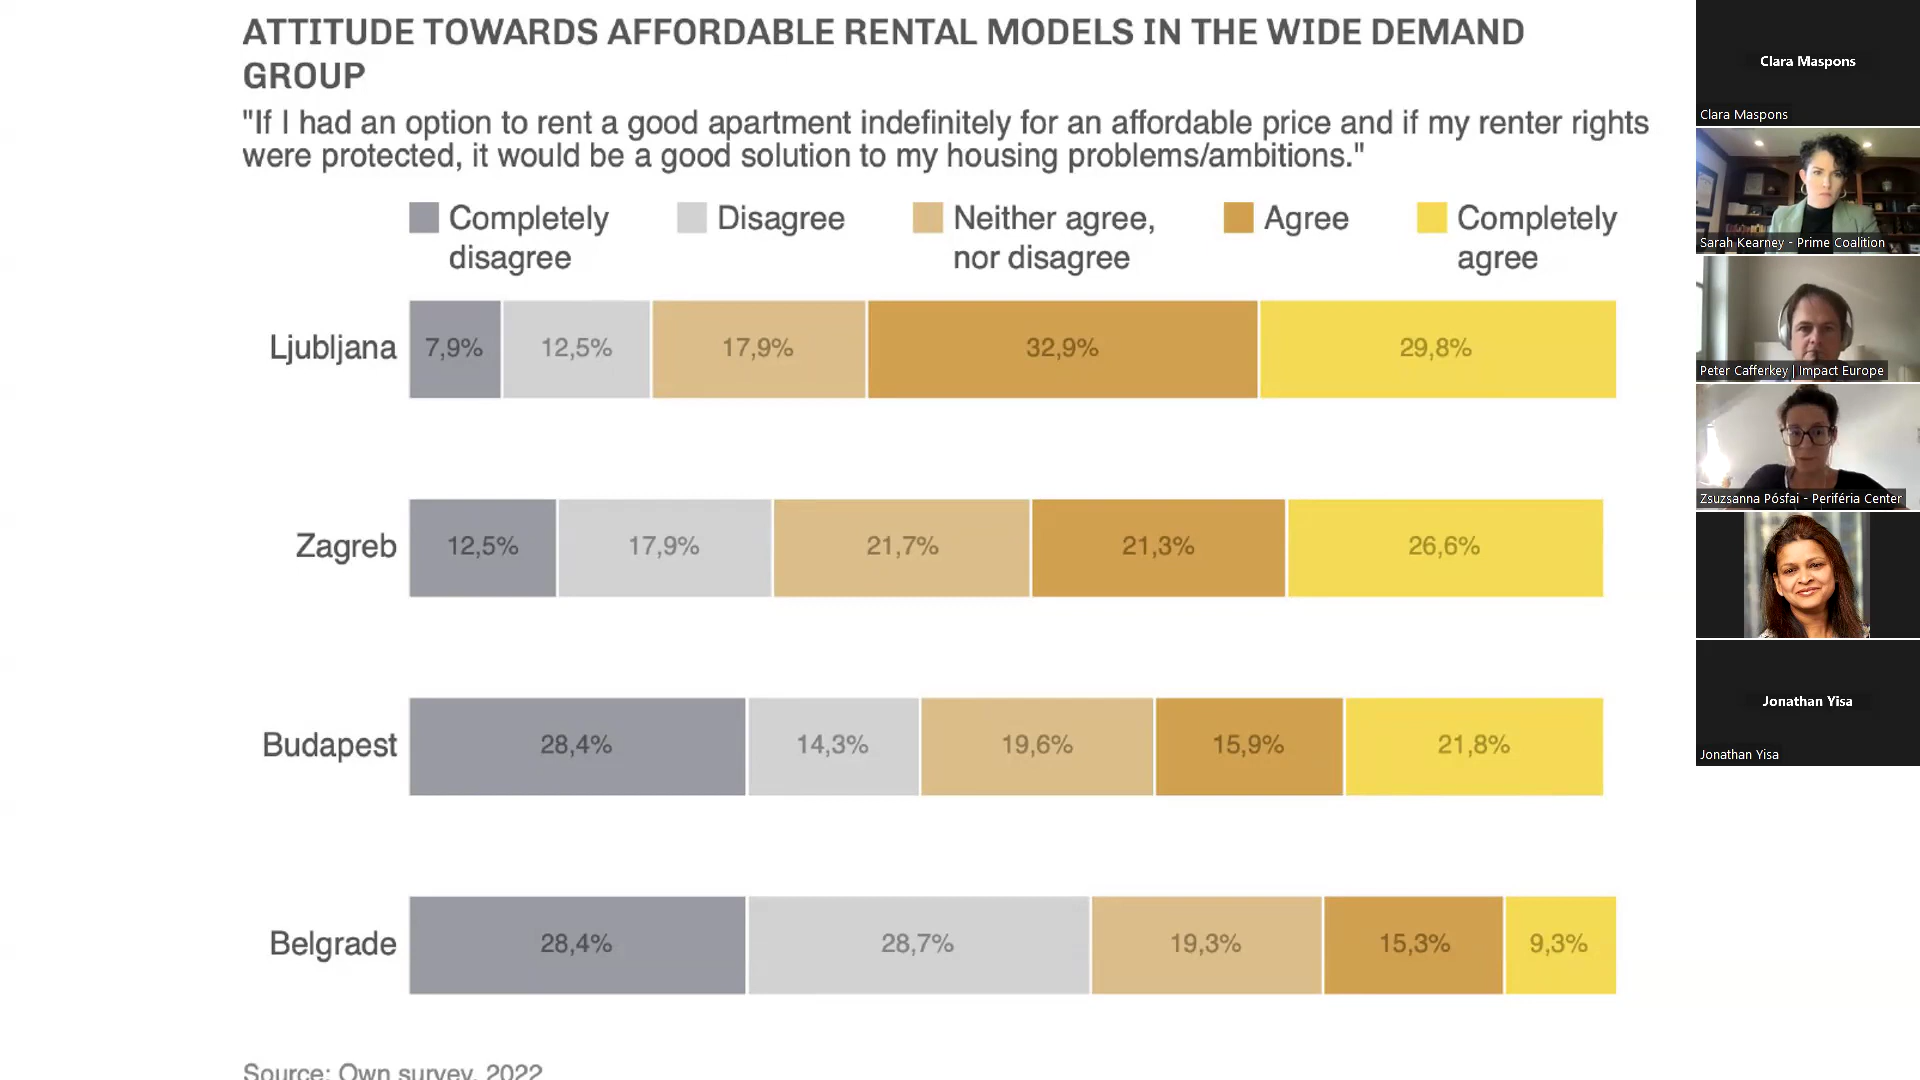 ATTITUDE TOWARDS AFFORDABLE RENTAL MODELS IN THE WIDE DEMAND
GROUP
"If I had an option to rent a good apartment indefinitely for an affordable price and if my renter rights
were protected, it would be a good solution to my housing problems/ambitions."
Completely
disagree
Disagree
Neither agree,
nor disagree
Agree
Completely
agree
Ljubljana 7,9% 12,5% 17,9% 32,9% 29,8%
Zagreb 12,5% 17,9% 21,7% 21,3% 26,6%
Budapest 28,4% 14,3% 19,6% 15,9% 21,8%
Belgrade 28,4% 28,7% 19,3% 15,3% 9,3%
Source: Own survey, 2022
Clara Maspons
Clara Maspons
Sarah Kearney - Prime Coalition
Peter Cafferkey | Impact Europe
Zsuzsanna Pósfai - Periféria Center
Jonathan Yisa
Jonathan Yisa